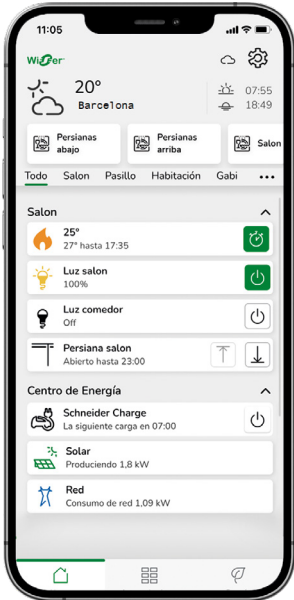 11:05
Wiser
20°
Barcelona
07:55
18:49
Persianas
abajo
Persianas
arriba
Salon
Todo Salon Pasillo Habitación Gabi
Salon
25°
27° hasta 17:35
Luz salon
100%
Luz comedor
Off
Persiana salon
Abierto hasta 23:00
Centro de Energía
Schneider Charge
La siguiente carga en 07:00
Solar
Produciendo 1,8 kW
Red
Consumo de red 1,09 kW